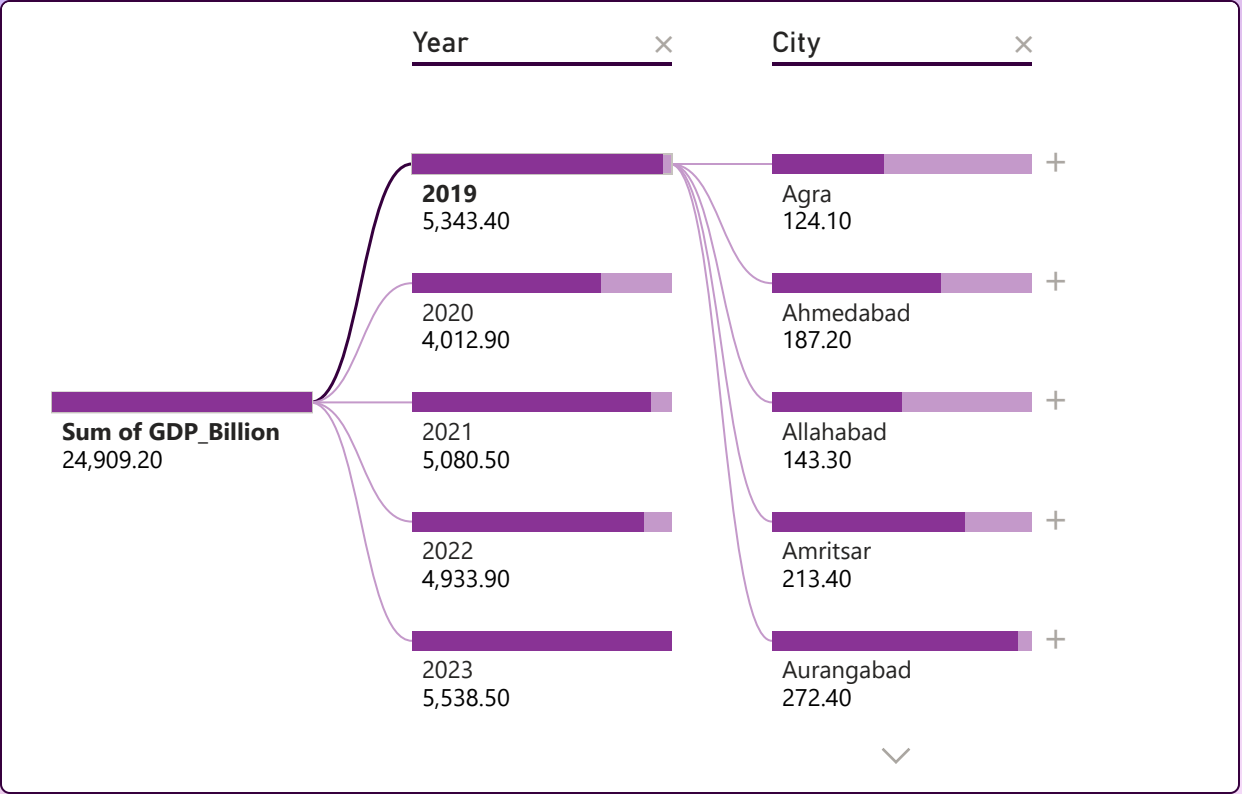 Year
City
2019
5,343.40
Agra
124.10
2020
4,012.90
Ahmedabad
187.20
Sum of GDP_Billion
24,909.20
2021
5,080.50
Allahabad
143.30
2022
4,933.90
Amritsar
213.40
2023
5,538.50
Aurangabad
272.40